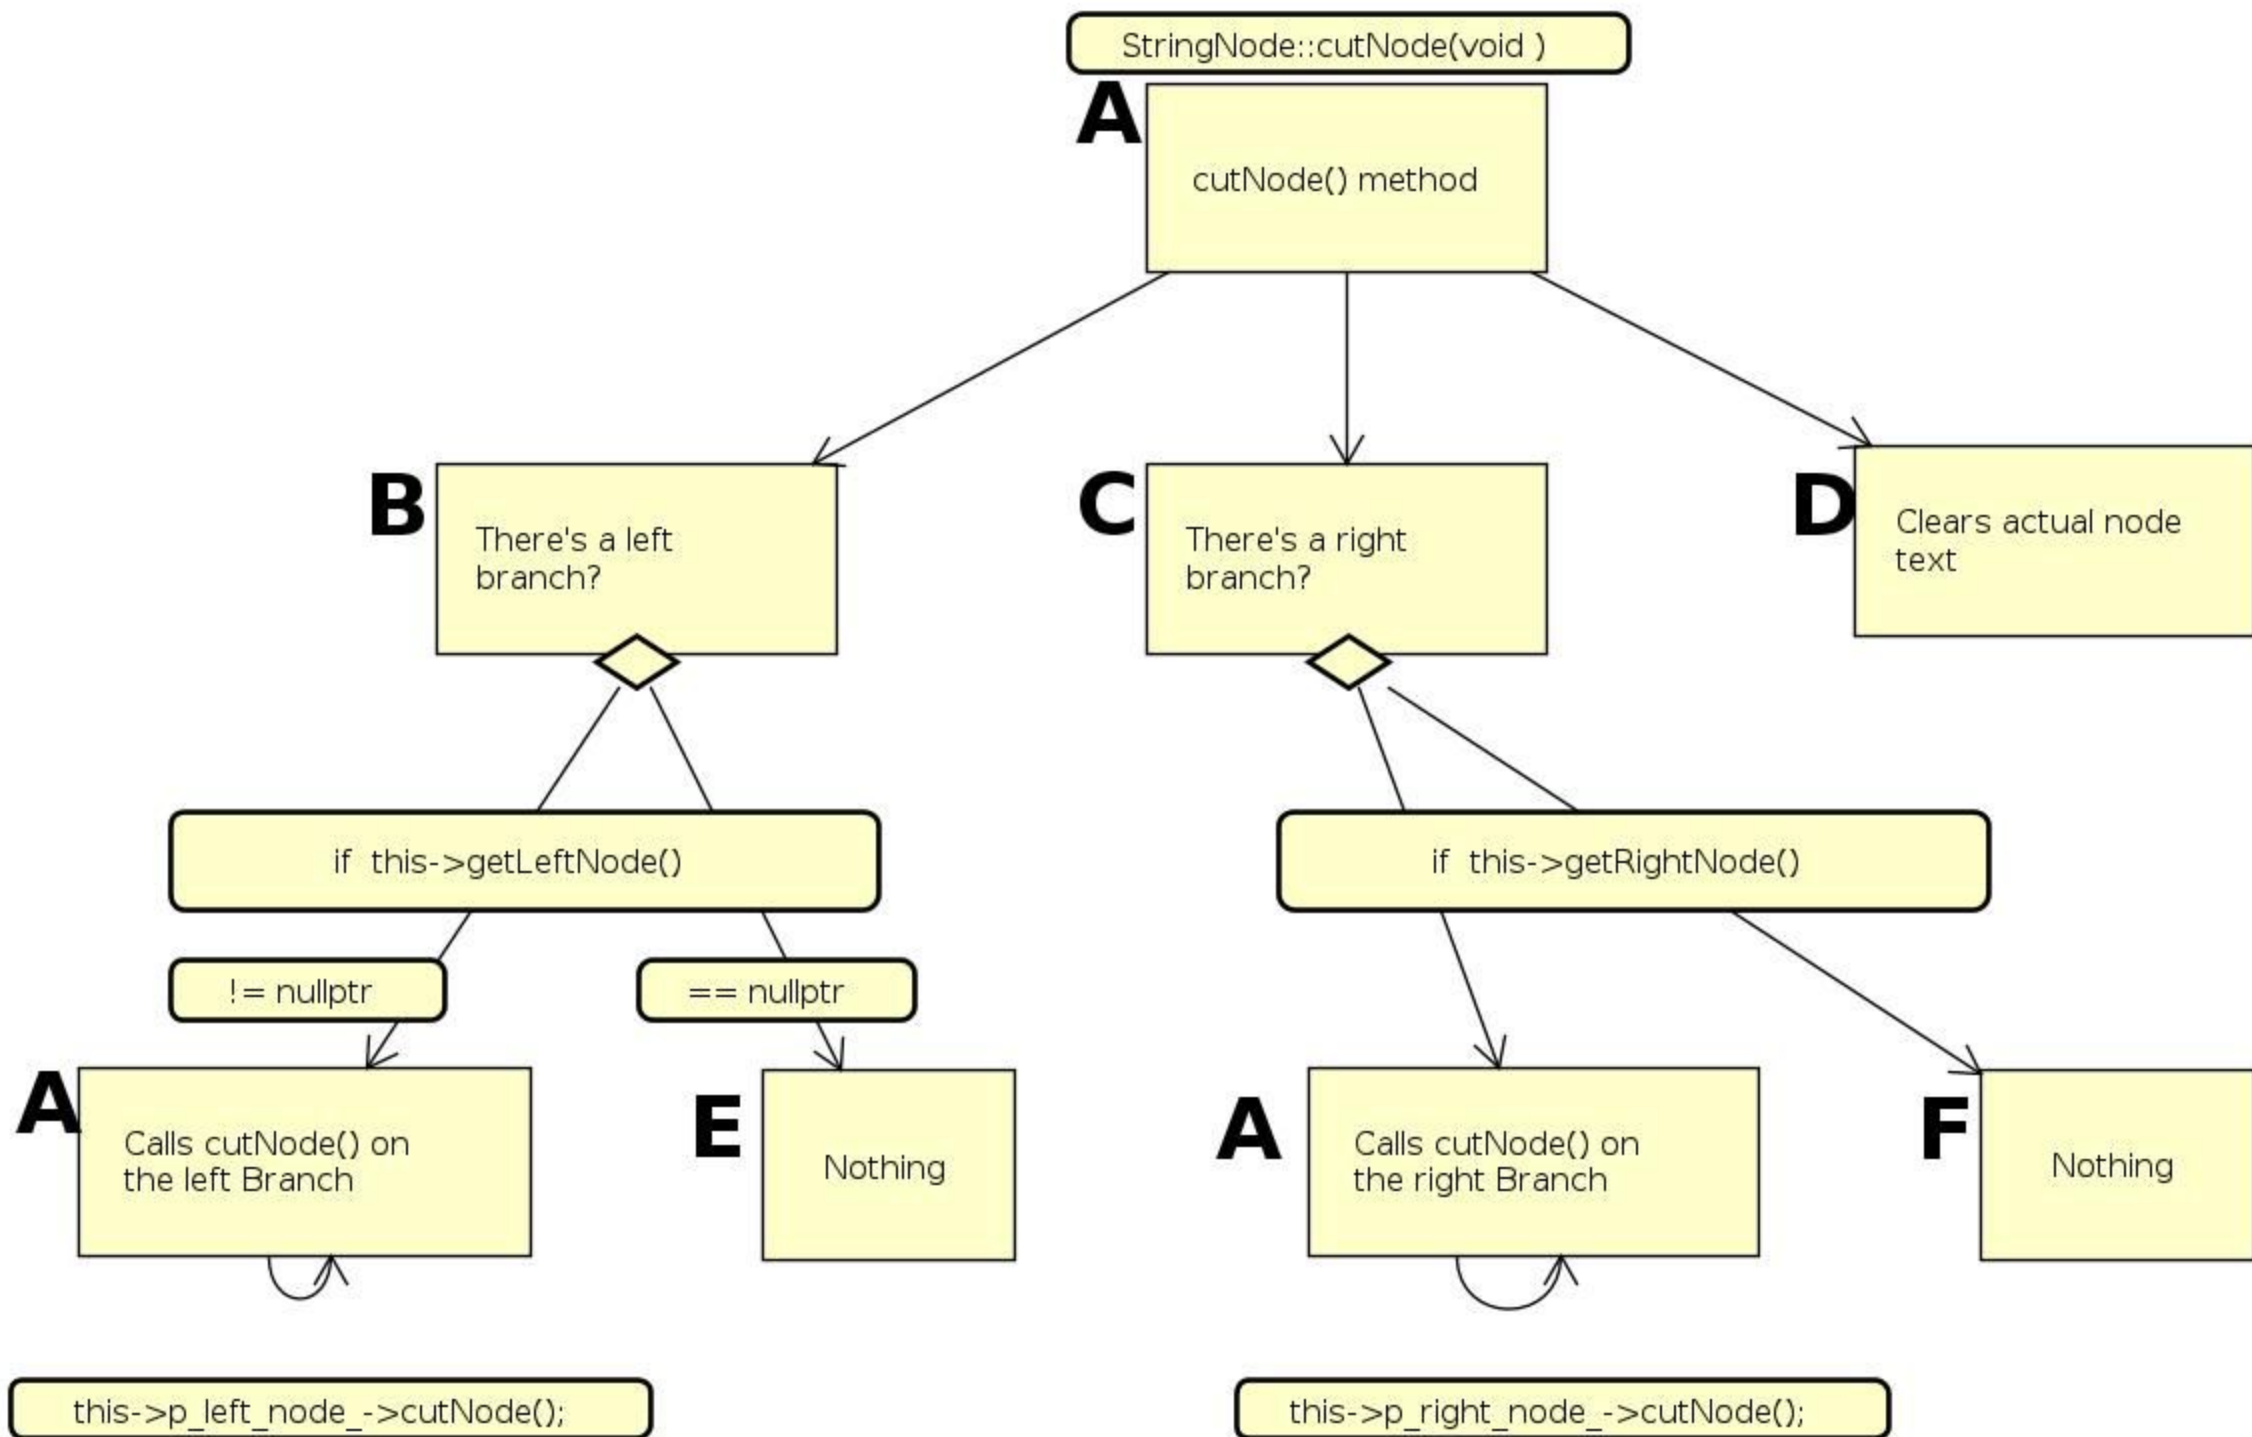 StringNode::cutNode(void )
A
cutNode() method
B
There's a left
branch?
C
There's a right
branch?
D
Clears actual node
text
if  this->getLeftNode()
if  this->getRightNode()
!= nullptr
== nullptr
A
Calls cutNode() on
the left Branch
E
Nothing
A
Calls cutNode() on
the right Branch
F
Nothing
this->p_left_node_->cutNode();
this->p_right_node_->cutNode();